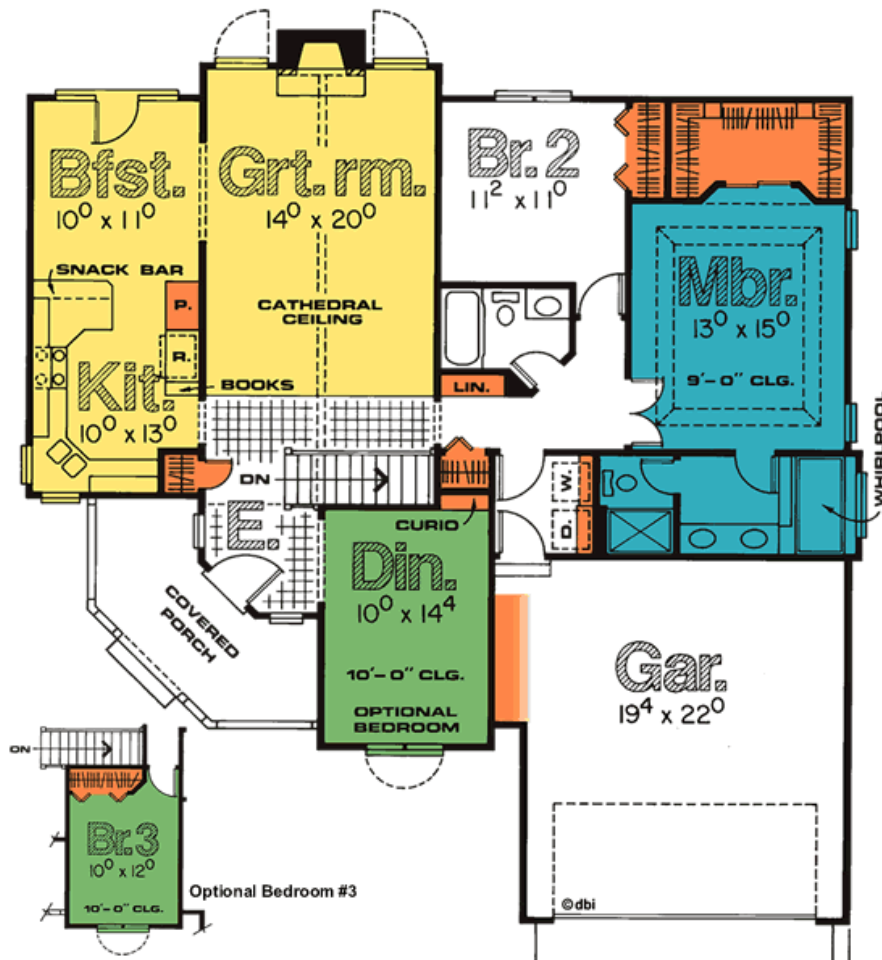 Bfst.
10⁰ x 11⁰
Grt. rm.
14⁰ x 20⁰
Br. 2
11² x 11⁰
SNACK BAR
CATHEDRAL
CEILING
P.
R.
BOOKS
Kit.
10⁰ x 13⁰
Mbr.
13⁰ x 15⁰
9'-0" CLG.
LIN.
WHIRLPOOL
DN
E.
CURIO
W.
D.
Din.
10⁰ x 14⁴
10'-0" CLG.
OPTIONAL
BEDROOM
COVERED
PORCH
Gar.
19⁴ x 22⁰
DN
Br. 3
10⁰ x 12⁰
10'-0" CLG.
Optional Bedroom #3
©dbi